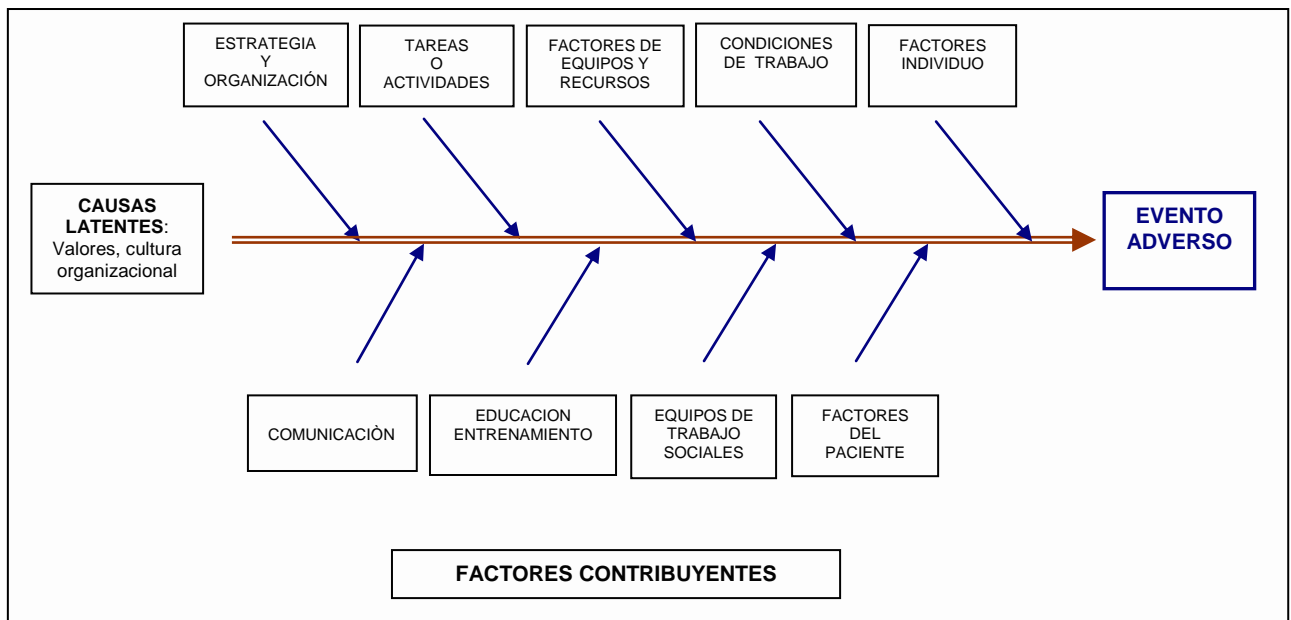 ESTRATEGIA
Y
ORGANIZACIÓN
TAREAS
O
ACTIVIDADES
FACTORES DE
EQUIPOS Y
RECURSOS
CONDICIONES
DE TRABAJO
FACTORES
INDIVIDUO
CAUSAS
LATENTES:
Valores, cultura
organizacional
EVENTO
ADVERSO
COMUNICACIÒN
EDUCACION
ENTRENAMIENTO
EQUIPOS DE
TRABAJO
SOCIALES
FACTORES
DEL
PACIENTE
FACTORES CONTRIBUYENTES